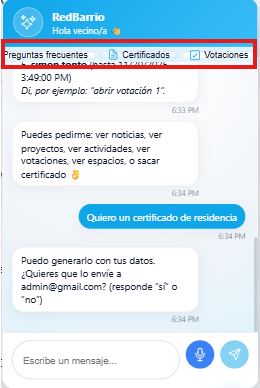 RedBarrio
Hola vecino/a 👋
Preguntas frecuentes 📄 Certificados ☑ Votaciones
3:49:00 PM)
Di, por ejemplo: "abrir votación 1".
6:33 PM
Puedes pedirme: ver noticias, ver
proyectos, ver actividades, ver
votaciones, ver espacios, o sacar
certificado 👌
6:34 PM
Quiero un certificado de residencia
6:34 PM
Puedo generarlo con tus datos.
¿Quieres que lo envíe a
admin@gmail.com? (responde "sí" o
"no")
6:34 PM
Escribe un mensaje...